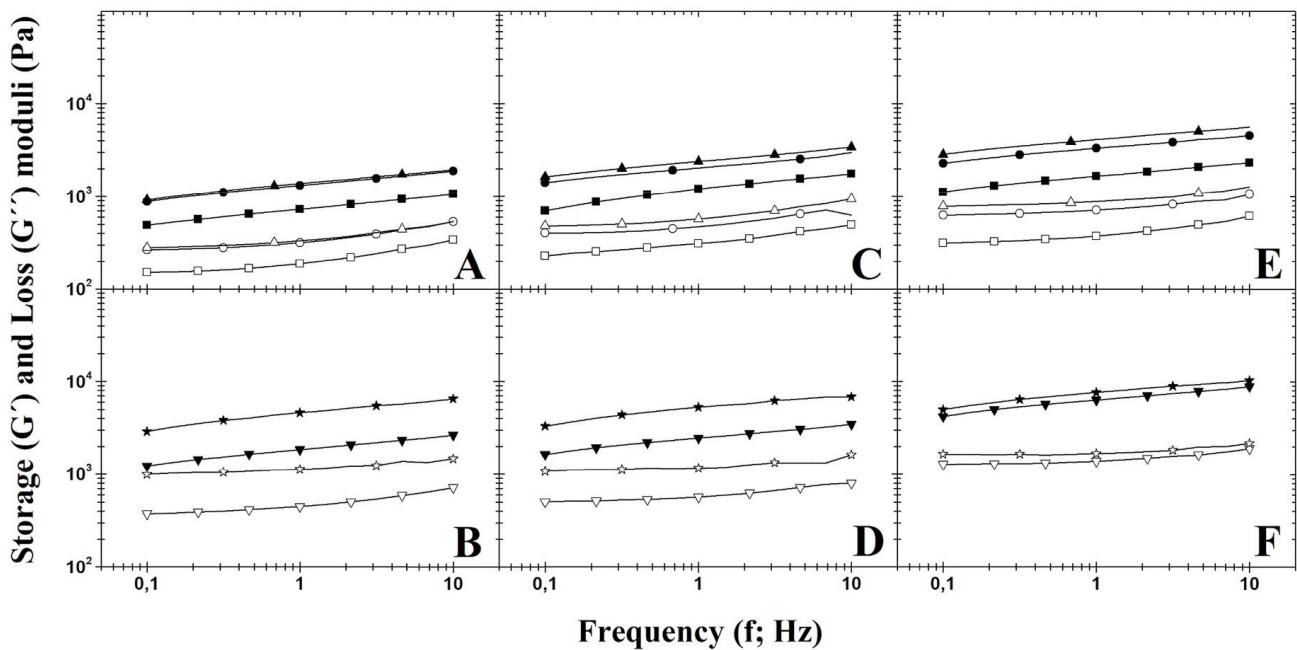 Storage (G´) and Loss (G´´) moduli (Pa)
10^4
10^3
10^2
A
C
E
10^4
10^3
10^2
B
D
F
0,1 1 10 0,1 1 10 0,1 1 10
Frequency (f; Hz)